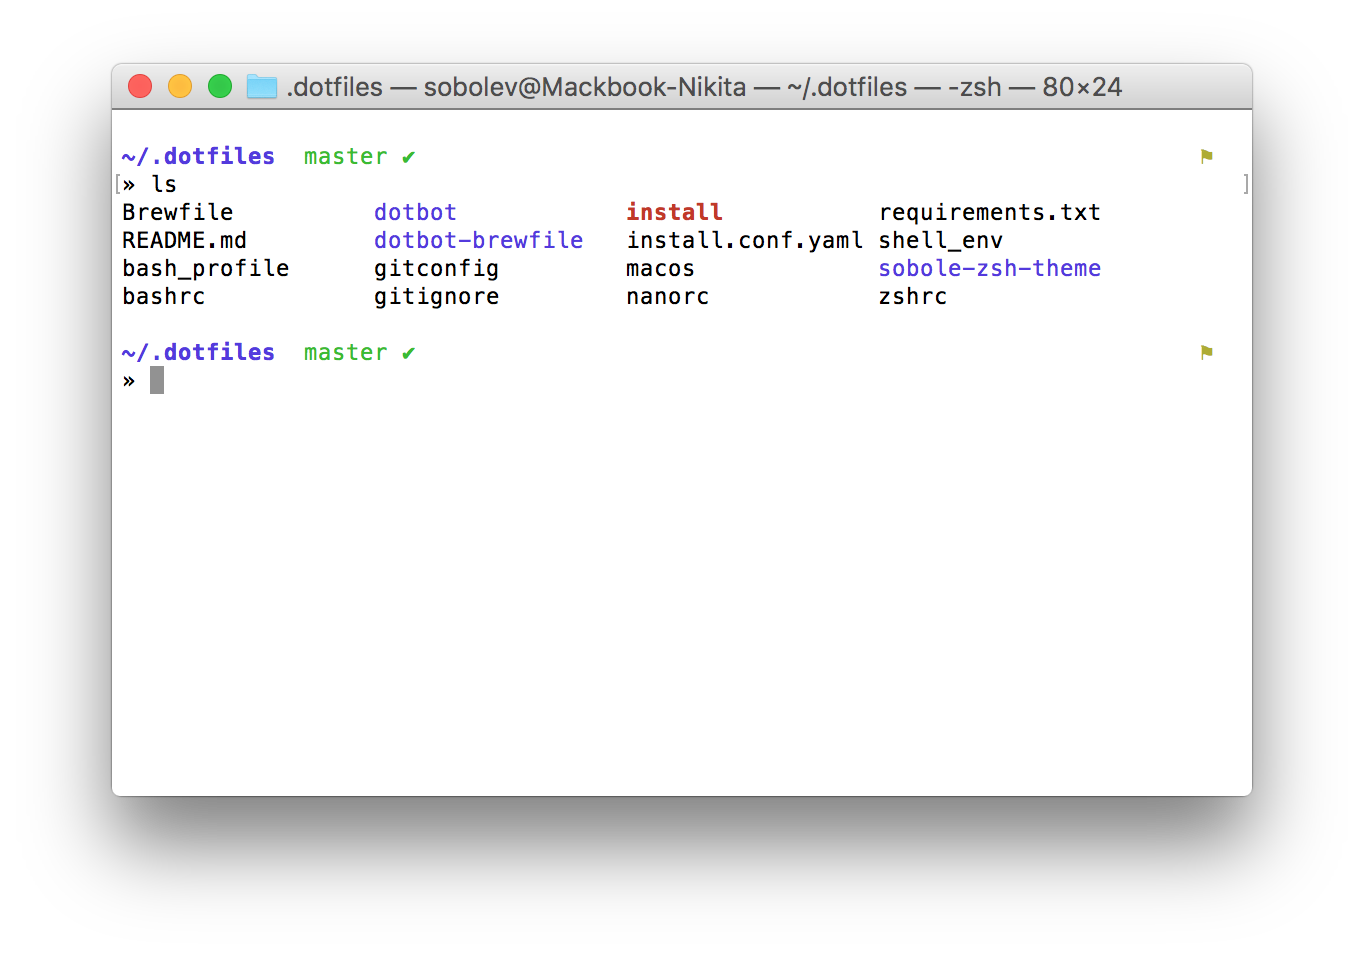 .dotfiles — sobolev@Mackbook-Nikita — ~/.dotfiles — -zsh — 80×24
~/.dotfiles master ✔ ⚑
[» ls ]
Brewfile dotbot install requirements.txt
README.md dotbot-brewfile install.conf.yaml shell_env
bash_profile gitconfig macos sobole-zsh-theme
bashrc gitignore nanorc zshrc
~/.dotfiles master ✔ ⚑
»